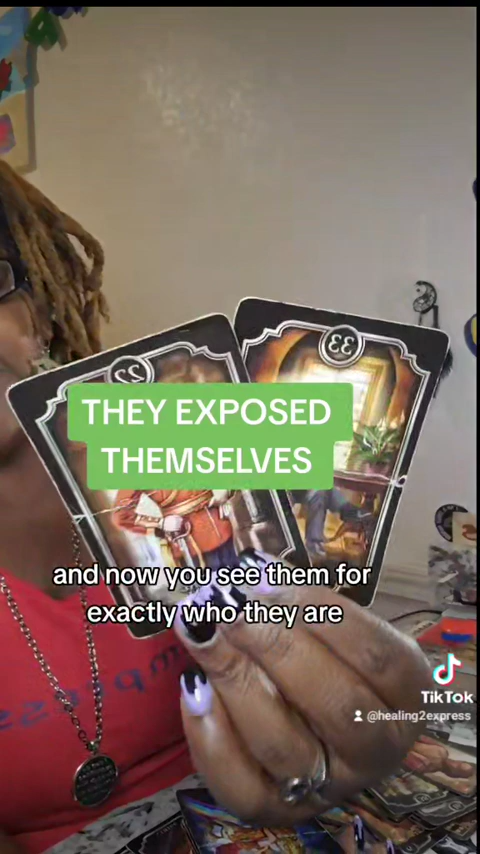 22
33
THEY EXPOSED
THEMSELVES
and now you see them for
exactly who they are
TikTok
@healing2express